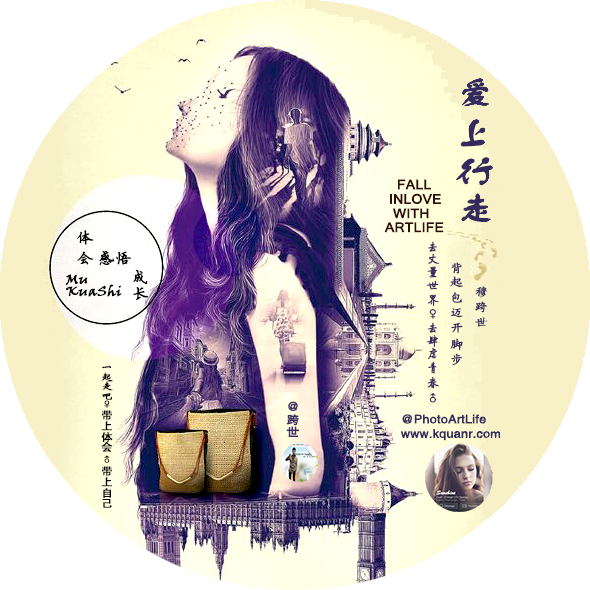 爱上行走
FALL
INLOVE
WITH
ARTLIFE
体
会感悟
Mu
KuaShi
成长
穆跨世
背起包迈开脚步
去丈量世界♀去肆虐青春♁
一起走吧♀带上体会♁带上自己
@跨世
@PhotoArtLife
www.kquanr.com
Sunshine